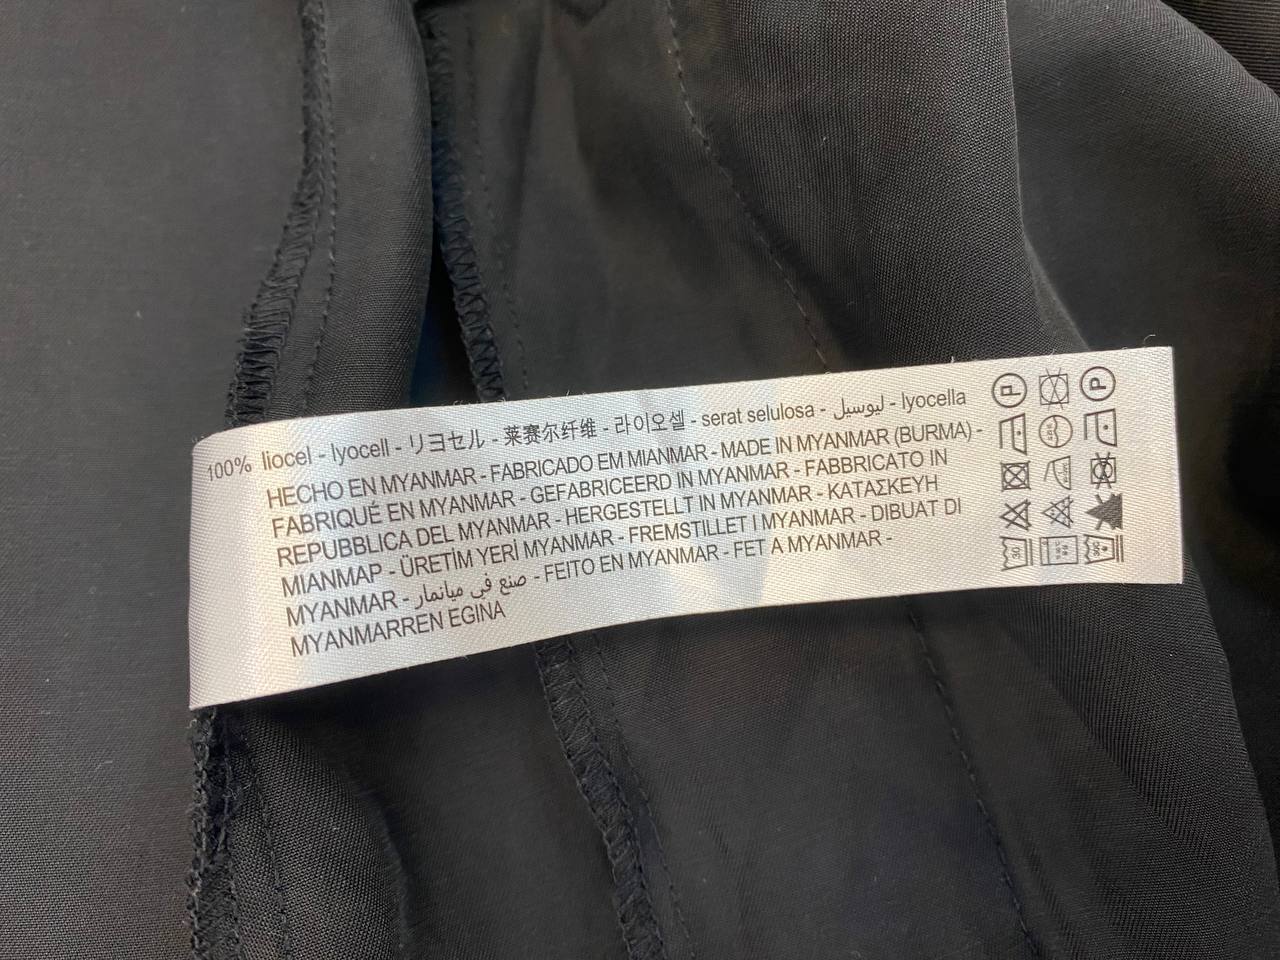 100% liocel - lyocell - リヨセル - 莱赛尔纤维 - 라이오셀 - serat selulosa - ليوسيل - lyocella
HECHO EN MYANMAR - FABRICADO EM MIANMAR - MADE IN MYANMAR (BURMA) -
FABRIQUÉ EN MYANMAR - GEFABRICEERD IN MYANMAR - FABBRICATO IN
REPUBBLICA DEL MYANMAR - HERGESTELLT IN MYANMAR - ΚΑΤΑΣΚΕΥΗ
ΜΙΑΝΜΑΡ - ÜRETİM YERİ MYANMAR - FREMSTILLET I MYANMAR - DIBUAT DI
MYANMAR - صنع في ميانمار - FEITO EN MYANMAR - FET A MYANMAR -
MYANMARREN EGINA
P
P
30